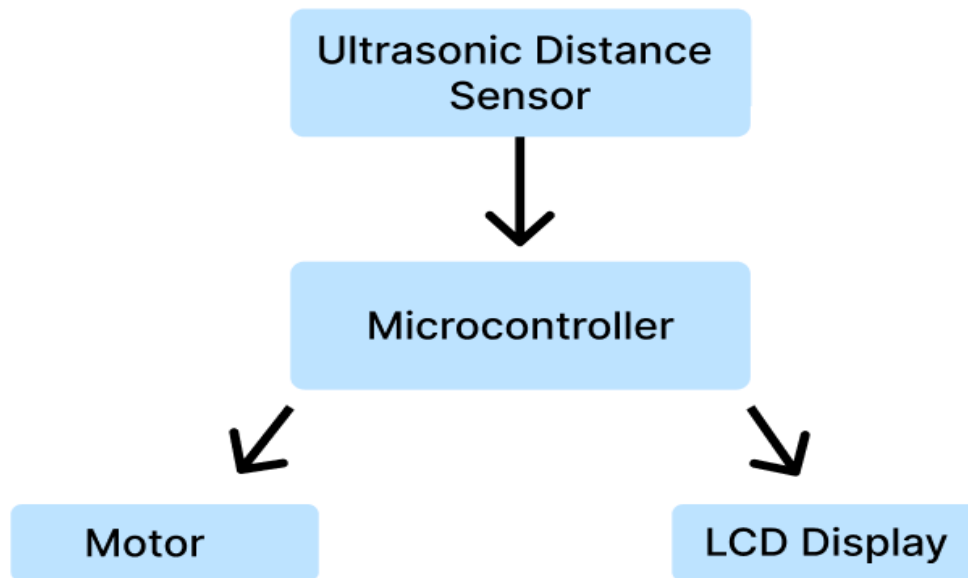 Ultrasonic Distance
Sensor
Microcontroller
Motor
LCD Display